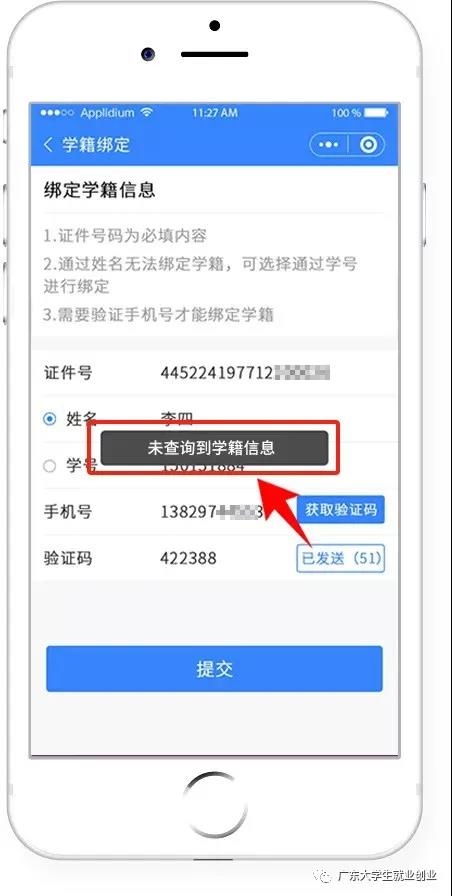 Applidium 11:27 AM 100 %
学籍绑定
绑定学籍信息
1.证件号码为必填内容
2.通过姓名无法绑定学籍，可选择通过学号
进行绑定
3.需要验证手机号才能绑定学籍
证件号 445224197712
姓名 李四
未查询到学籍信息
学号
手机号 138297 获取验证码
验证码 422388 已发送（51）
提交
广东大学生就业创业